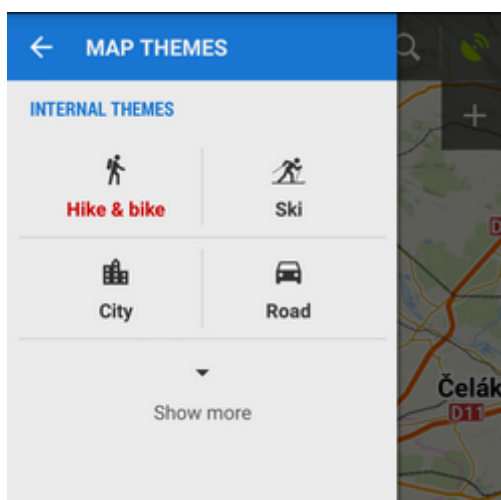 MAP THEMES
INTERNAL THEMES
Hike & bike
Ski
City
Road
Show more
Čelák
D11